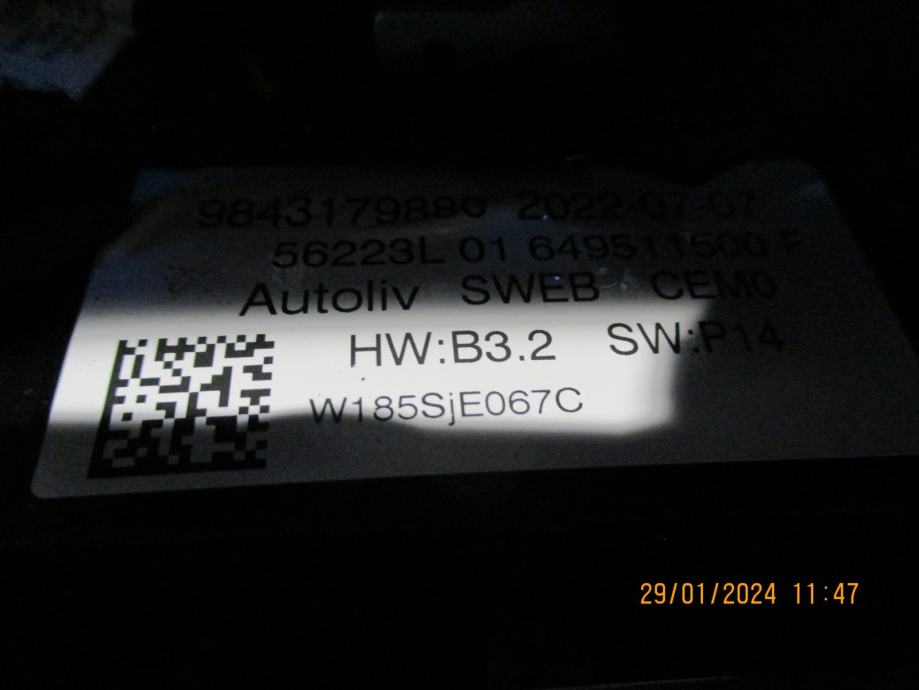 9843179880 2022-07-07
56223L 01 649511500 F
Autoliv SWEB CEM0
HW:B3.2 SW:P14
W185SjE067C
29/01/2024 11:47